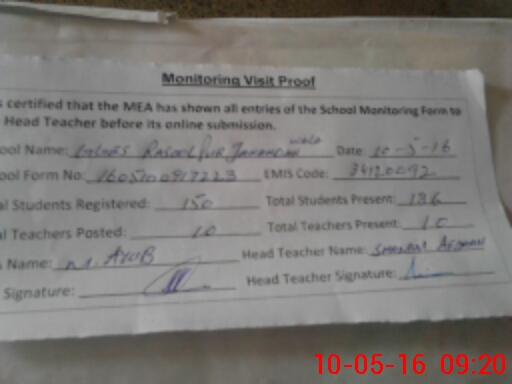 Monitoring Visit Proof
s certified that the MEA has shown all entries of the School Monitoring Form to
Head Teacher before its online submission.
ool Name: RASOOLPUR Date: 10-5-16
ool Form No: EMIS Code:
al Students Registered: 150 Total Students Present: 136
al Teachers Posted: 10 Total Teachers Present: 10
s Name: M. AYUB Head Teacher Name:
Signature: Head Teacher Signature:
10-05-16 09:20